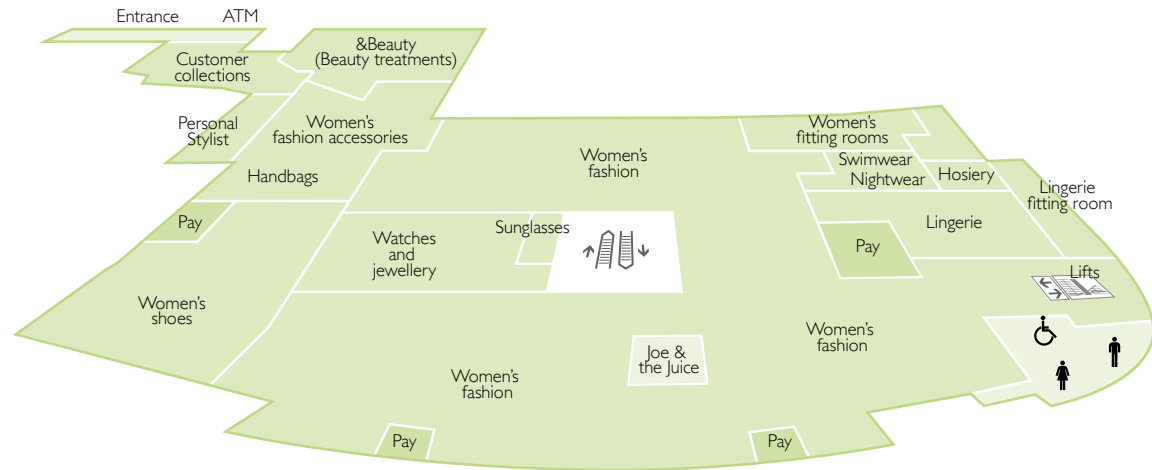 Entrance
ATM
&Beauty
(Beauty treatments)
Customer
collections
Personal
Stylist
Women's
fashion accessories
Women's
fitting rooms
Women's
fashion
Swimwear
Nightwear
Hosiery
Handbags
Lingerie
fitting room
Pay
Sunglasses
Lingerie
Watches
and
jewellery
Pay
Lifts
Women's
shoes
Women's
fashion
Joe &
the Juice
Women's
fashion
Pay
Pay